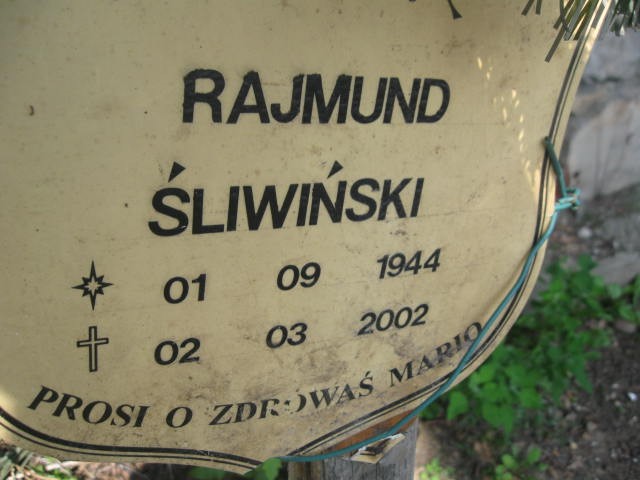 RAJMUND
ŚLIWIŃSKI
01 09 1944
02 03 2002
PROSI O ZDROWAŚ MARIO